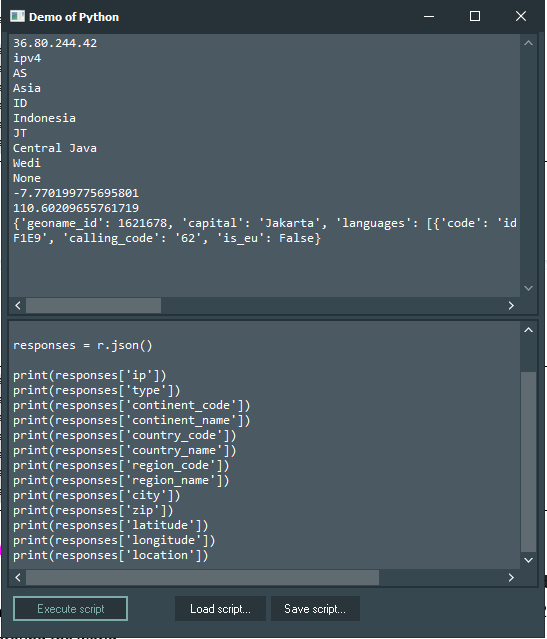 Demo of Python
36.80.244.42
ipv4
AS
Asia
ID
Indonesia
JT
Central Java
Wedi
None
-7.770199775695801
110.60209655761719
{'geoname_id': 1621678, 'capital': 'Jakarta', 'languages': [{'code': 'id
F1E9', 'calling_code': '62', 'is_eu': False}
responses = r.json()
print(responses['ip'])
print(responses['type'])
print(responses['continent_code'])
print(responses['continent_name'])
print(responses['country_code'])
print(responses['country_name'])
print(responses['region_code'])
print(responses['region_name'])
print(responses['city'])
print(responses['zip'])
print(responses['latitude'])
print(responses['longitude'])
print(responses['location'])
Execute script
Load script...
Save script...